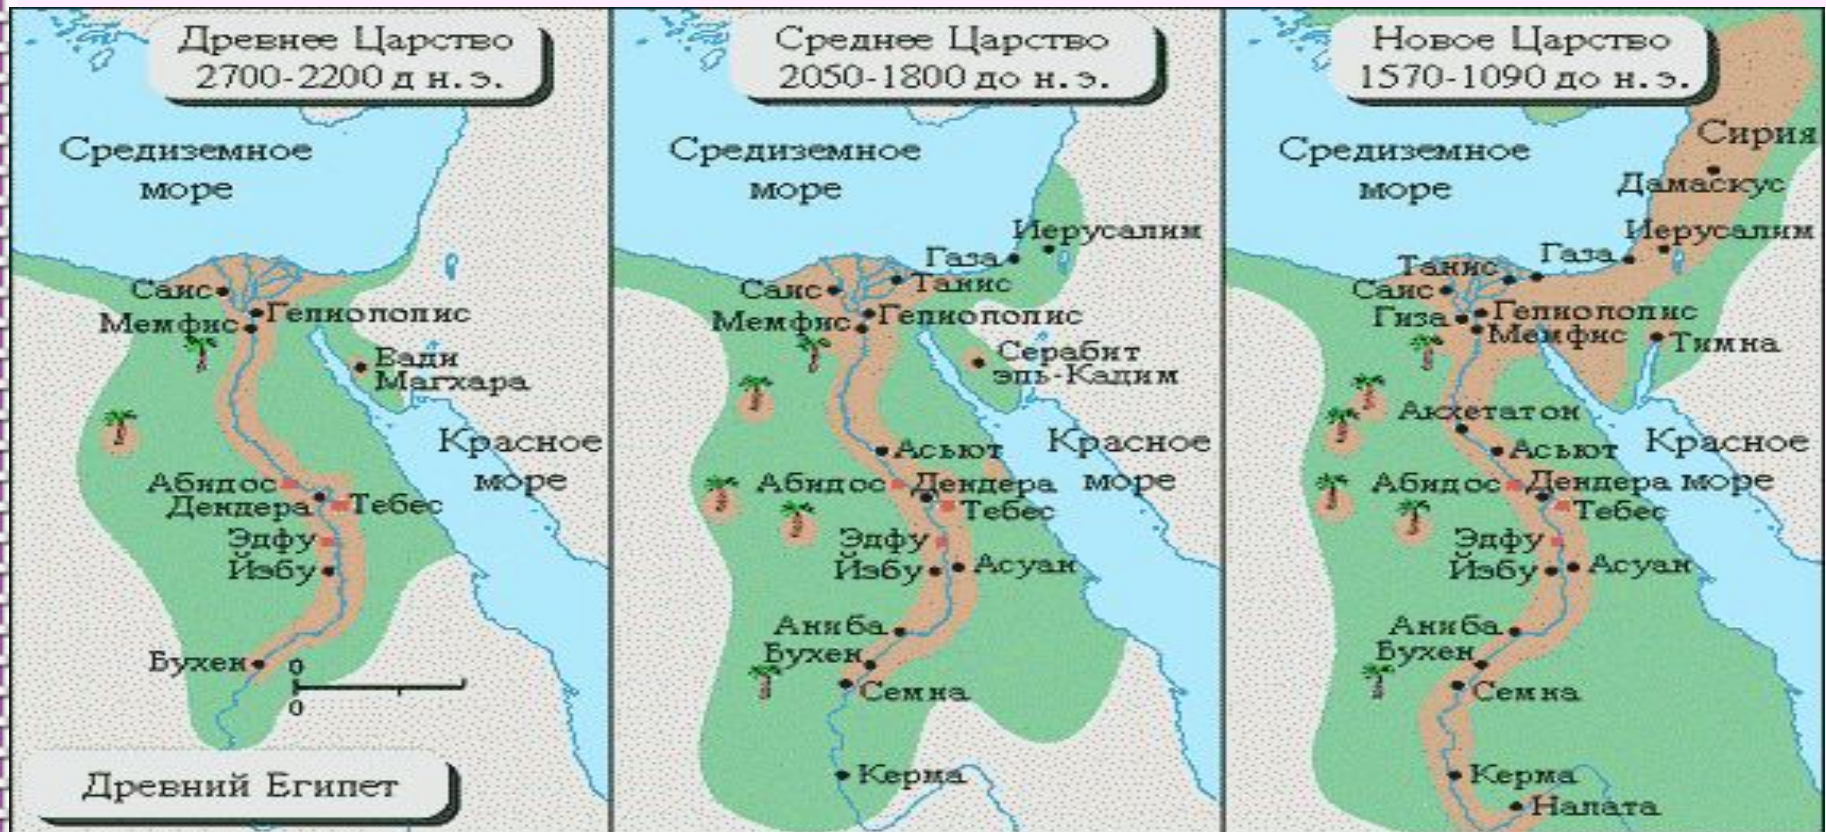 Древнее Царство
2700-2200 д н. э.
Средиземное
море
Саис
Гелиополис
Мемфис
Вади
Магхара
Красное
море
Абидос
Дендера
Тебес
Эдфу
Йэбу
Бухен
0
0
Древний Египет
Среднее Царство
2050-1800 до н. э.
Средиземное
море
Иерусалим
Газа
Танис
Саис
Гелиополис
Мемфис
Серабит
эль-Кадим
Красное
море
Асьют
Абидос
Дендера
Тебес
Эдфу
Йэбу
Асуан
Аниба
Бухен
Семна
Керма
Новое Царство
1570-1090 до н. э.
Сирия
Средиземное
море
Дамаскус
Иерусалим
Газа
Танис
Саис
Гелиополис
Гиза
Мемфис
Тимна
Акхетатон
Красное
море
Асьют
Абидос
Дендера
Тебес
Эдфу
Йэбу
Асуан
Аниба
Бухен
Семна
Керма
Напата